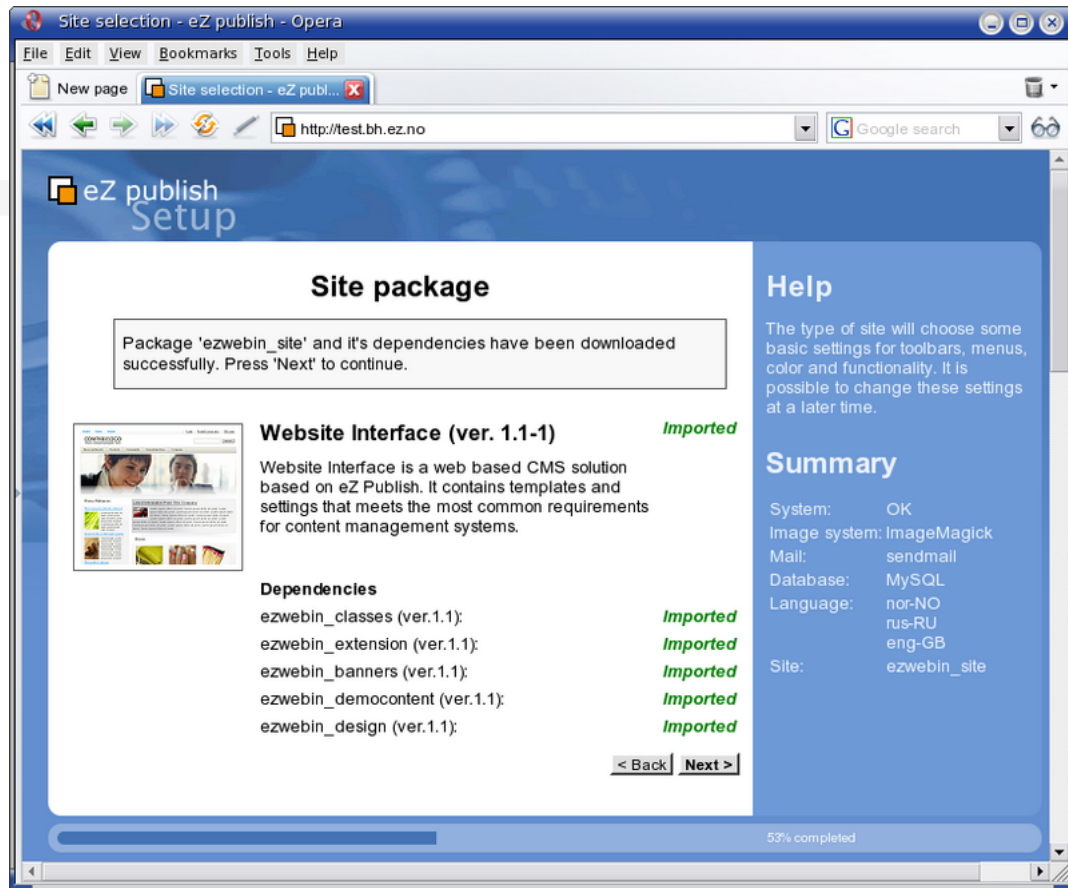 Site selection - eZ publish - Opera
File Edit View Bookmarks Tools Help
New page
Site selection - eZ publ...
http://test.bh.ez.no
Google search
eZ publish
Setup
Site package
Package 'ezwebin_site' and it's dependencies have been downloaded
successfully. Press 'Next' to continue.
Website Interface (ver. 1.1-1)
Imported
Website Interface is a web based CMS solution
based on eZ Publish. It contains templates and
settings that meets the most common requirements
for content management systems.
Dependencies
ezwebin_classes (ver.1.1): Imported
ezwebin_extension (ver.1.1): Imported
ezwebin_banners (ver.1.1): Imported
ezwebin_democontent (ver.1.1): Imported
ezwebin_design (ver.1.1): Imported
< Back Next >
Help
The type of site will choose some
basic settings for toolbars, menus,
color and functionality. It is
possible to change these settings
at a later time.
Summary
System: OK
Image system: ImageMagick
Mail: sendmail
Database: MySQL
Language: nor-NO
rus-RU
eng-GB
Site: ezwebin_site
53% completed